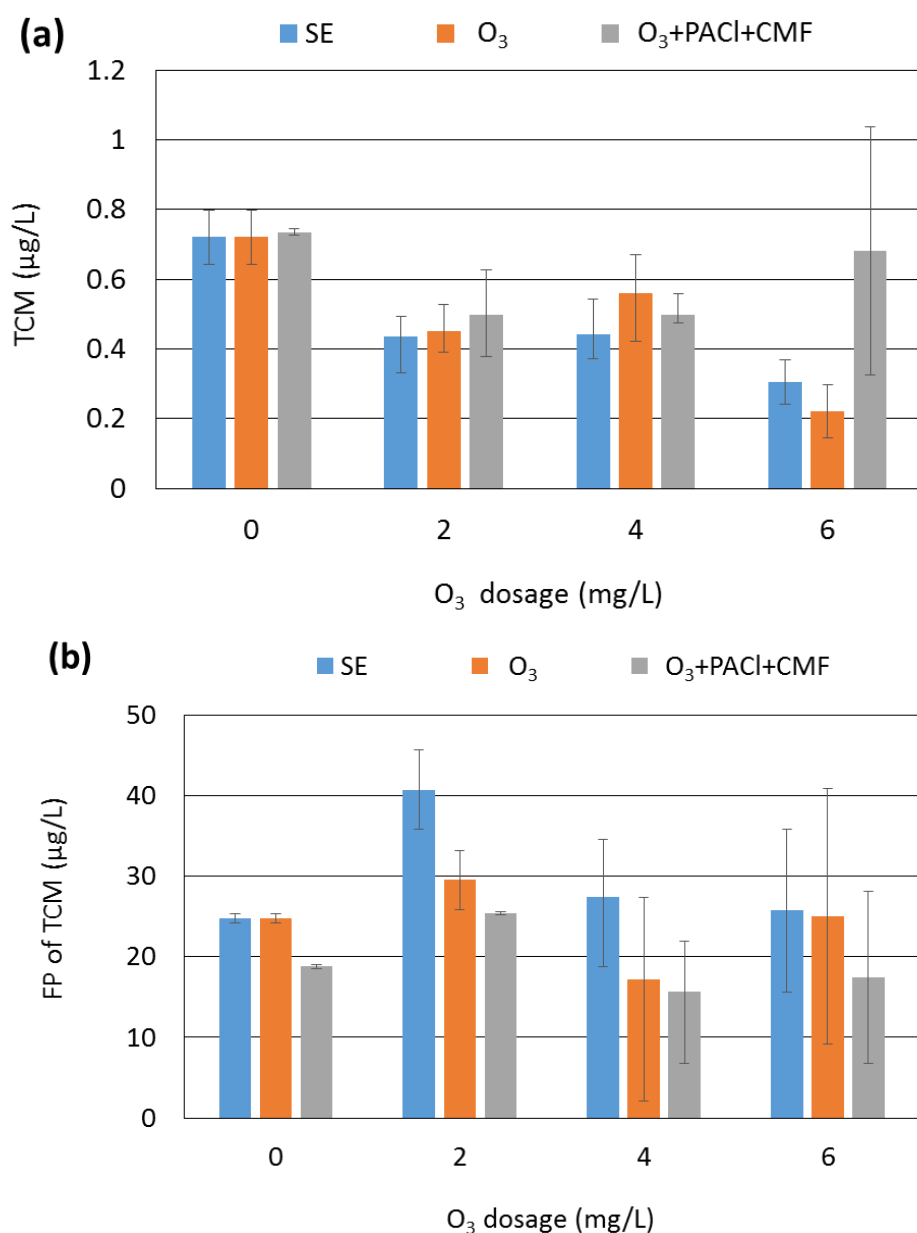 (a)
SE O₃ O₃+PACl+CMF
1.2
1
0.8
0.6
0.4
0.2
0
TCM (µg/L)
0 2 4 6
O₃ dosage (mg/L)
(b)
SE O₃ O₃+PACl+CMF
50
40
30
20
10
0
FP of TCM (µg/L)
0 2 4 6
O₃ dosage (mg/L)